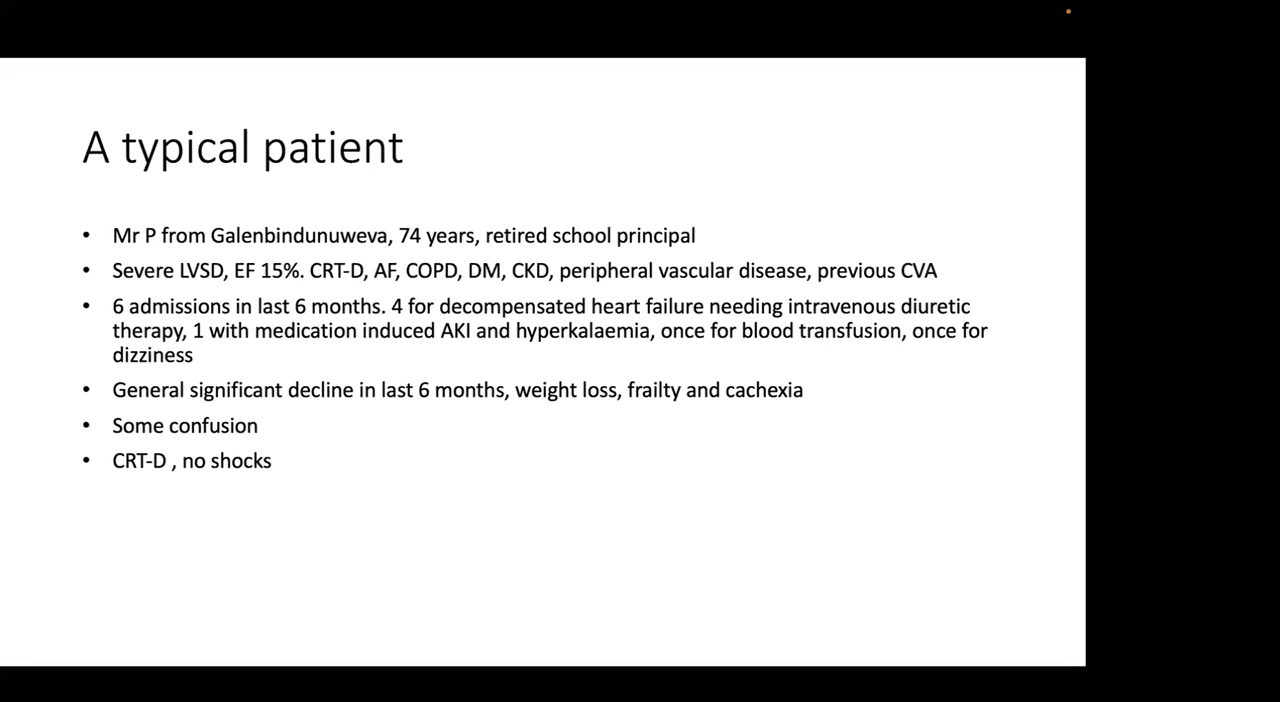 A typical patient
• Mr P from Galenbindunuweva, 74 years, retired school principal
• Severe LVSD, EF 15%. CRT-D, AF, COPD, DM, CKD, peripheral vascular disease, previous CVA
• 6 admissions in last 6 months. 4 for decompensated heart failure needing intravenous diuretic
therapy, 1 with medication induced AKI and hyperkalaemia, once for blood transfusion, once for
dizziness
• General significant decline in last 6 months, weight loss, frailty and cachexia
• Some confusion
• CRT-D , no shocks